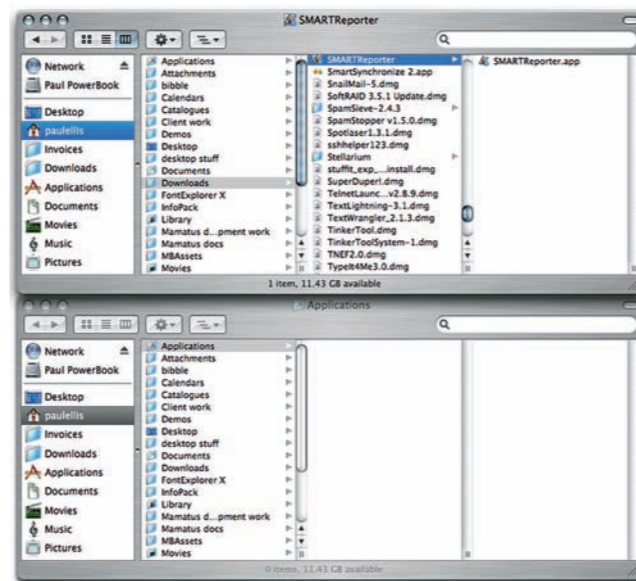 SMARTReporter
Network
Paul PowerBook
Desktop
paulellis
Invoices
Downloads
Applications
Documents
Movies
Music
Pictures
Applications
Attachments
bibble
Calendars
Catalogues
Client work
Demos
Desktop
desktop stuff
Documents
Downloads
FontExplorer X
InfoPack
Library
Mamatus d...pment work
Mamatus docs
MBAssets
Movies
SMARTReporter
SmartSynchronize 2.app
SnailMail-5.dmg
SoftRAID 3.5.1 Update.dmg
SpamSieve-2.4.3
SpamStopper v1.5.0.dmg
Spotlaser1.3.1.dmg
sshhelper123.dmg
Stellarium
stuffit_exp_...install.dmg
SuperDuper!.dmg
TelnetLaunc...v2.8.9.dmg
TextLightning-3.1.dmg
TextWrangler_2.1.3.dmg
TinkerTool.dmg
TinkerToolSystem-1.dmg
TNEF2.0.dmg
TypeIt4Me3.0.dmg
SMARTReporter.app
1 item, 11.43 GB available
Applications
Network
Paul PowerBook
Desktop
paulellis
Invoices
Downloads
Applications
Documents
Movies
Music
Pictures
Applications
Attachments
bibble
Calendars
Catalogues
Client work
Demos
Desktop
desktop stuff
Documents
Downloads
FontExplorer X
InfoPack
Library
Mamatus d...pment work
Mamatus docs
MBAssets
Movies
0 items, 11.43 GB available